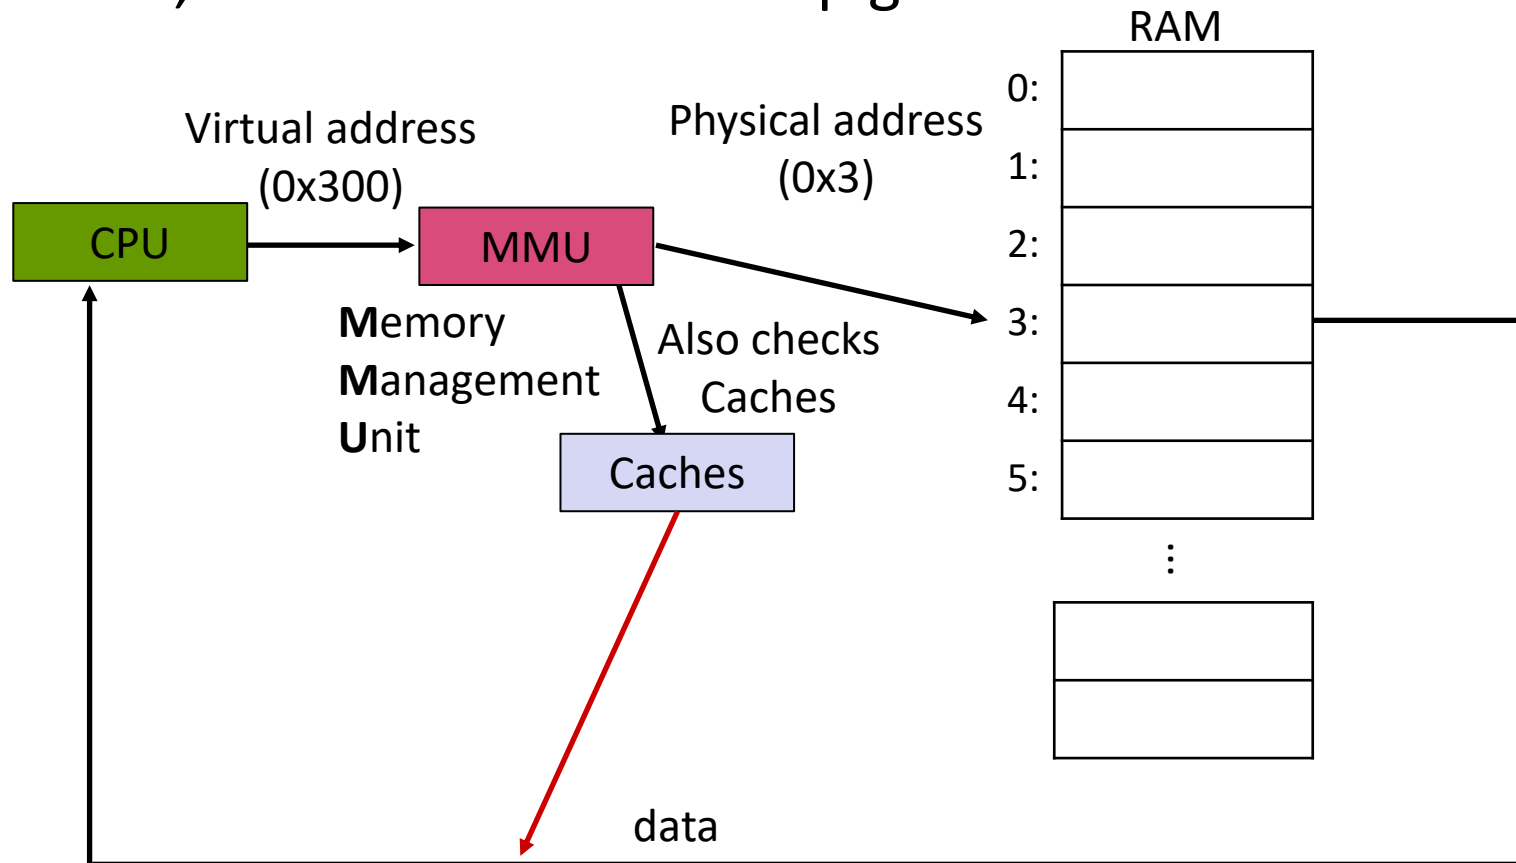 RAM
0:
Virtual address
(0x300)
Physical address
(0x3)
1:
CPU
MMU
2:
Memory
Management
Unit
Also checks
Caches
3:
4:
Caches
5:
...
data